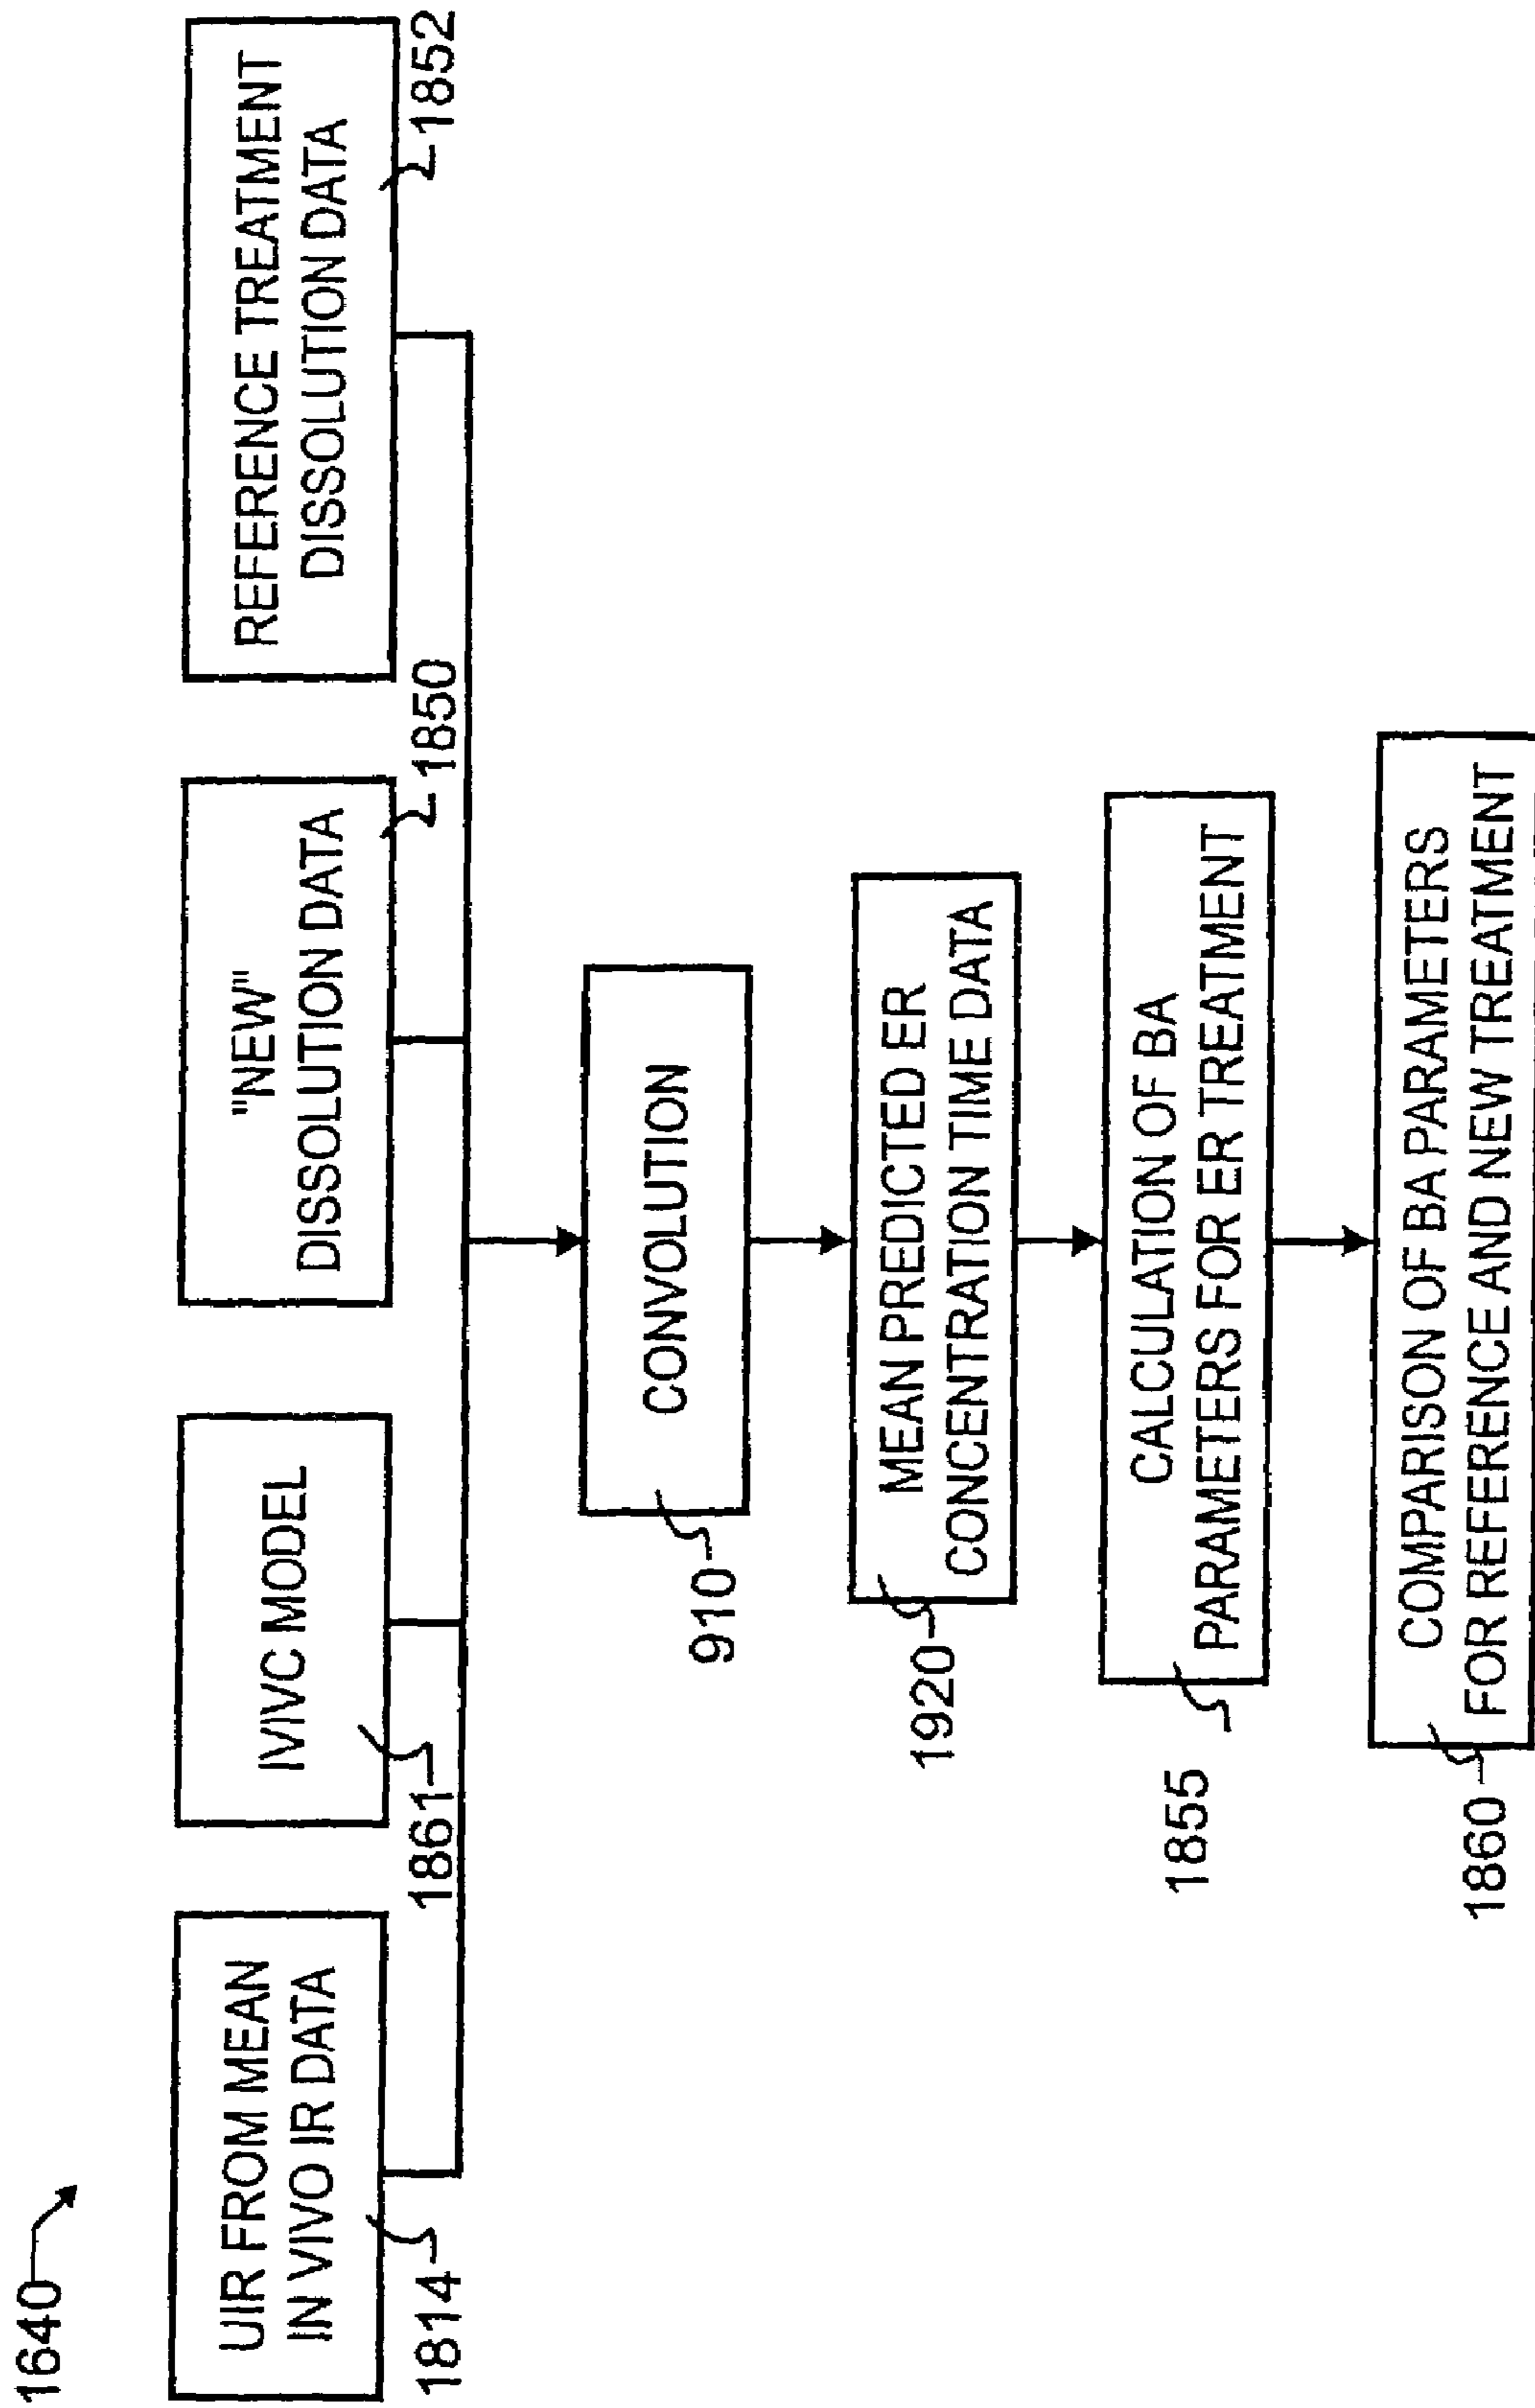 1640
UIR FROM MEAN
IN VIVO IR DATA
1814
IVIVC MODEL
1861
"NEW"
DISSOLUTION DATA
1850
REFERENCE TREATMENT
DISSOLUTION DATA
1852
CONVOLUTION
910
MEAN PREDICTED ER
CONCENTRATION TIME DATA
1920
CALCULATION OF BA
PARAMETERS FOR ER TREATMENT
1855
COMPARISON OF BA PARAMETERS
FOR REFERENCE AND NEW TREATMENT
1860